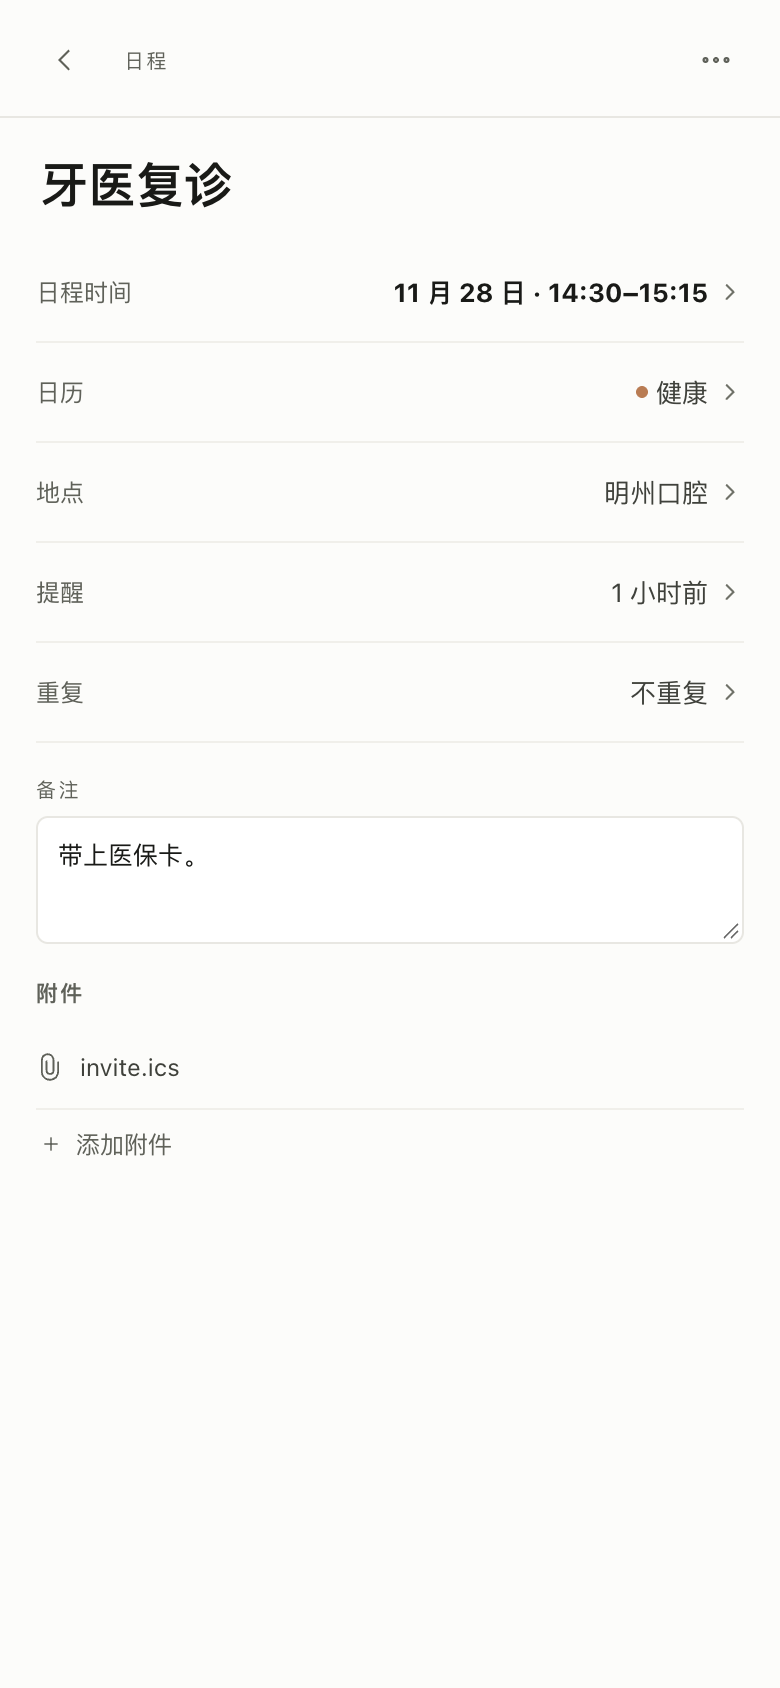 日程
牙医复诊
日程时间 11 月 28 日 · 14:30–15:15
日历 健康
地点 明州口腔
提醒 1 小时前
重复 不重复
备注
带上医保卡。
附件
invite.ics
+ 添加附件